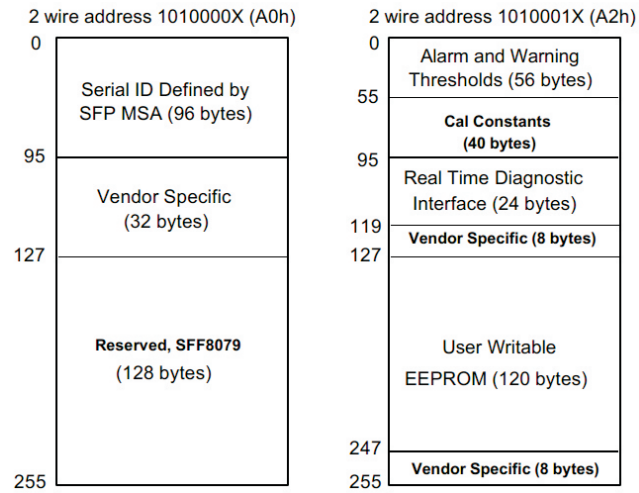 2 wire address 1010000X (A0h)
0
Serial ID Defined by
SFP MSA (96 bytes)
95
Vendor Specific
(32 bytes)
127
Reserved, SFF8079
(128 bytes)
255
2 wire address 1010001X (A2h)
0
Alarm and Warning
Thresholds (56 bytes)
55
Cal Constants
(40 bytes)
95
Real Time Diagnostic
Interface (24 bytes)
119
Vendor Specific (8 bytes)
127
User Writable
EEPROM (120 bytes)
247
Vendor Specific (8 bytes)
255